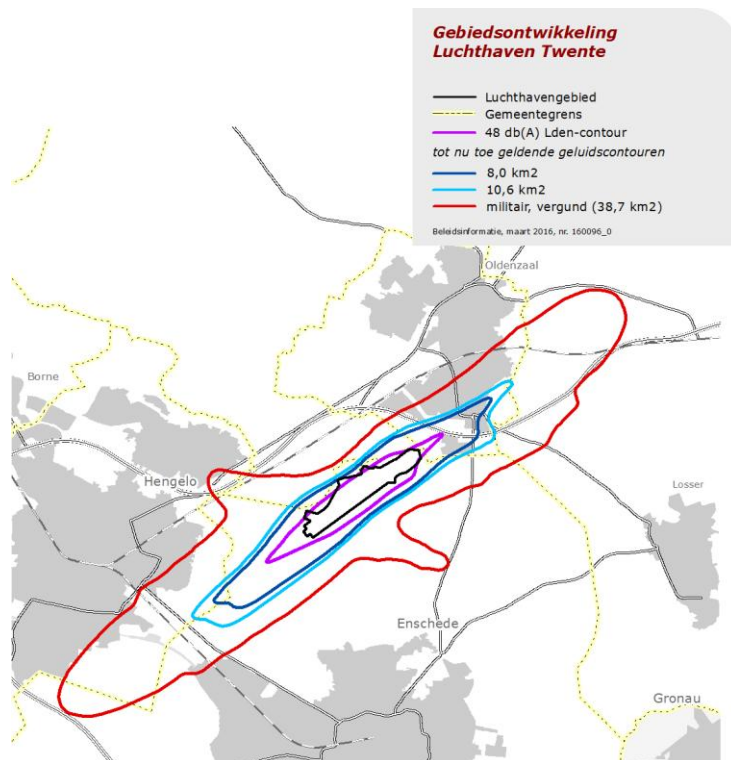 Gebiedsontwikkeling
Luchthaven Twente
Luchthavengebied
Gemeentegrens
48 db(A) Lden-contour
tot nu toe geldende geluidscontouren
8,0 km2
10,6 km2
militair, vergund (38,7 km2)
Beleidsinformatie, maart 2016, nr. 160096_0
Oldenzaal
Borne
Hengelo
Losser
Enschede
Gronau